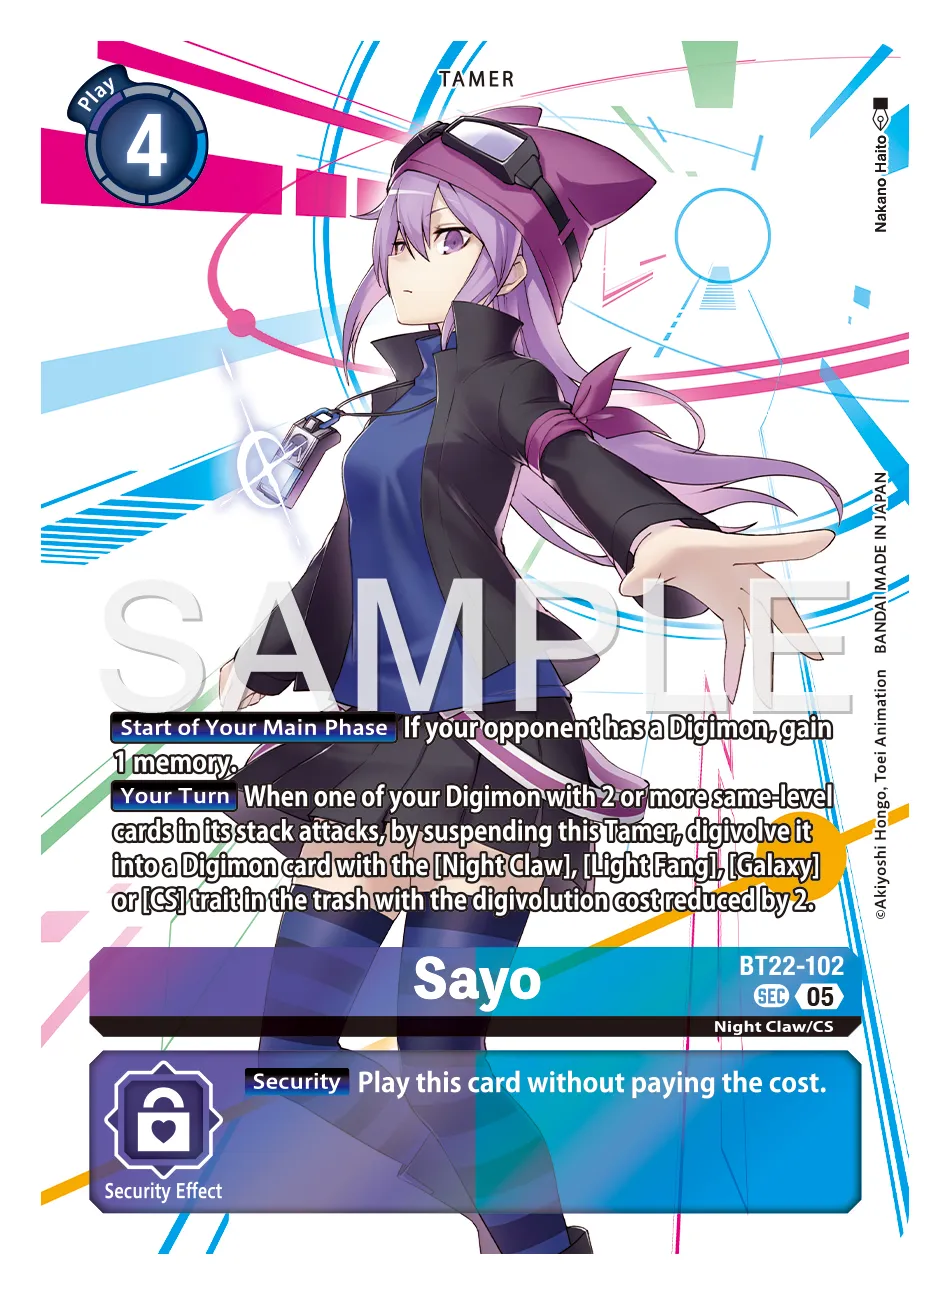 TAMER
Play
4
Nakano Haito
SAMPLE
Start of Your Main Phase If your opponent has a Digimon, gain
1 memory.
Your Turn When one of your Digimon with 2 or more same-level
cards in its stack attacks, by suspending this Tamer, digivolve it
into a Digimon card with the [Night Claw], [Light Fang], [Galaxy]
or [CS] trait in the trash with the digivolution cost reduced by 2.
©Akiyoshi Hongo, Toei Animation BANDAI MADE IN JAPAN
Sayo
BT22-102
SEC 05
Night Claw/CS
Security Play this card without paying the cost.
Security Effect